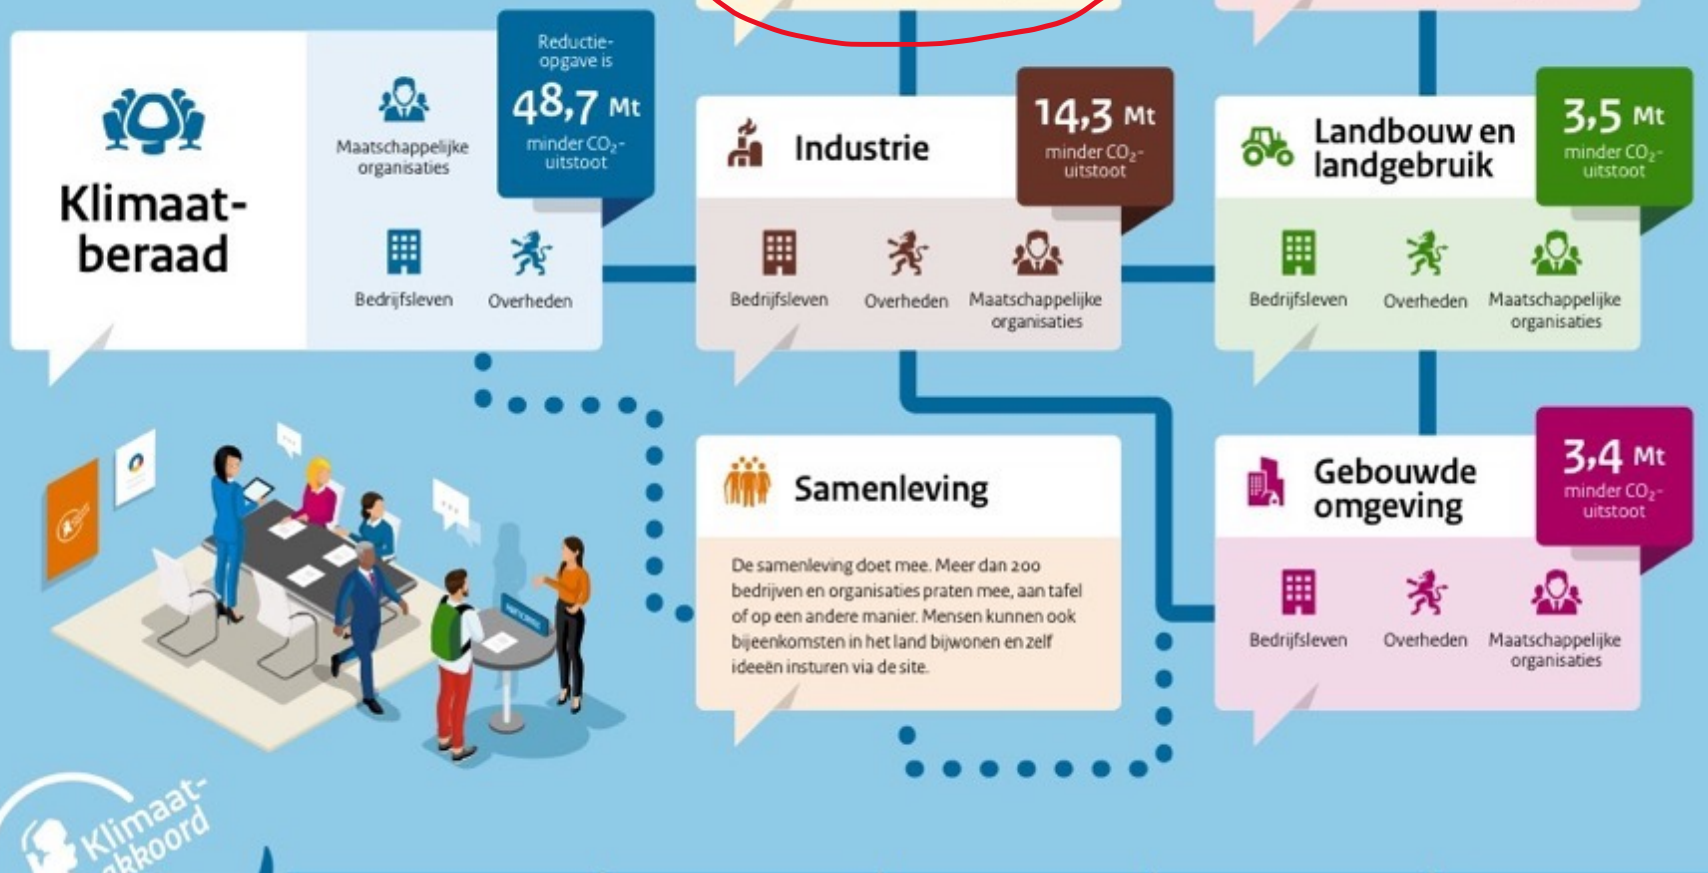 Reductie-
opgave is
48,7 Mt
minder CO₂-
uitstoot
Klimaat-
beraad
Maatschappelijke
organisaties
Bedrijfsleven
Overheden
Industrie
14,3 Mt
minder CO₂-
uitstoot
Bedrijfsleven
Overheden
Maatschappelijke
organisaties
Landbouw en
landgebruik
3,5 Mt
minder CO₂-
uitstoot
Bedrijfsleven
Overheden
Maatschappelijke
organisaties
Samenleving
De samenleving doet mee. Meer dan 200
bedrijven en organisaties praten mee, aan tafel
of op een andere manier. Mensen kunnen ook
bijeenkomsten in het land bijwonen en zelf
ideeën insturen via de site.
Gebouwde
omgeving
3,4 Mt
minder CO₂-
uitstoot
Bedrijfsleven
Overheden
Maatschappelijke
organisaties
Klimaat-
akkoord